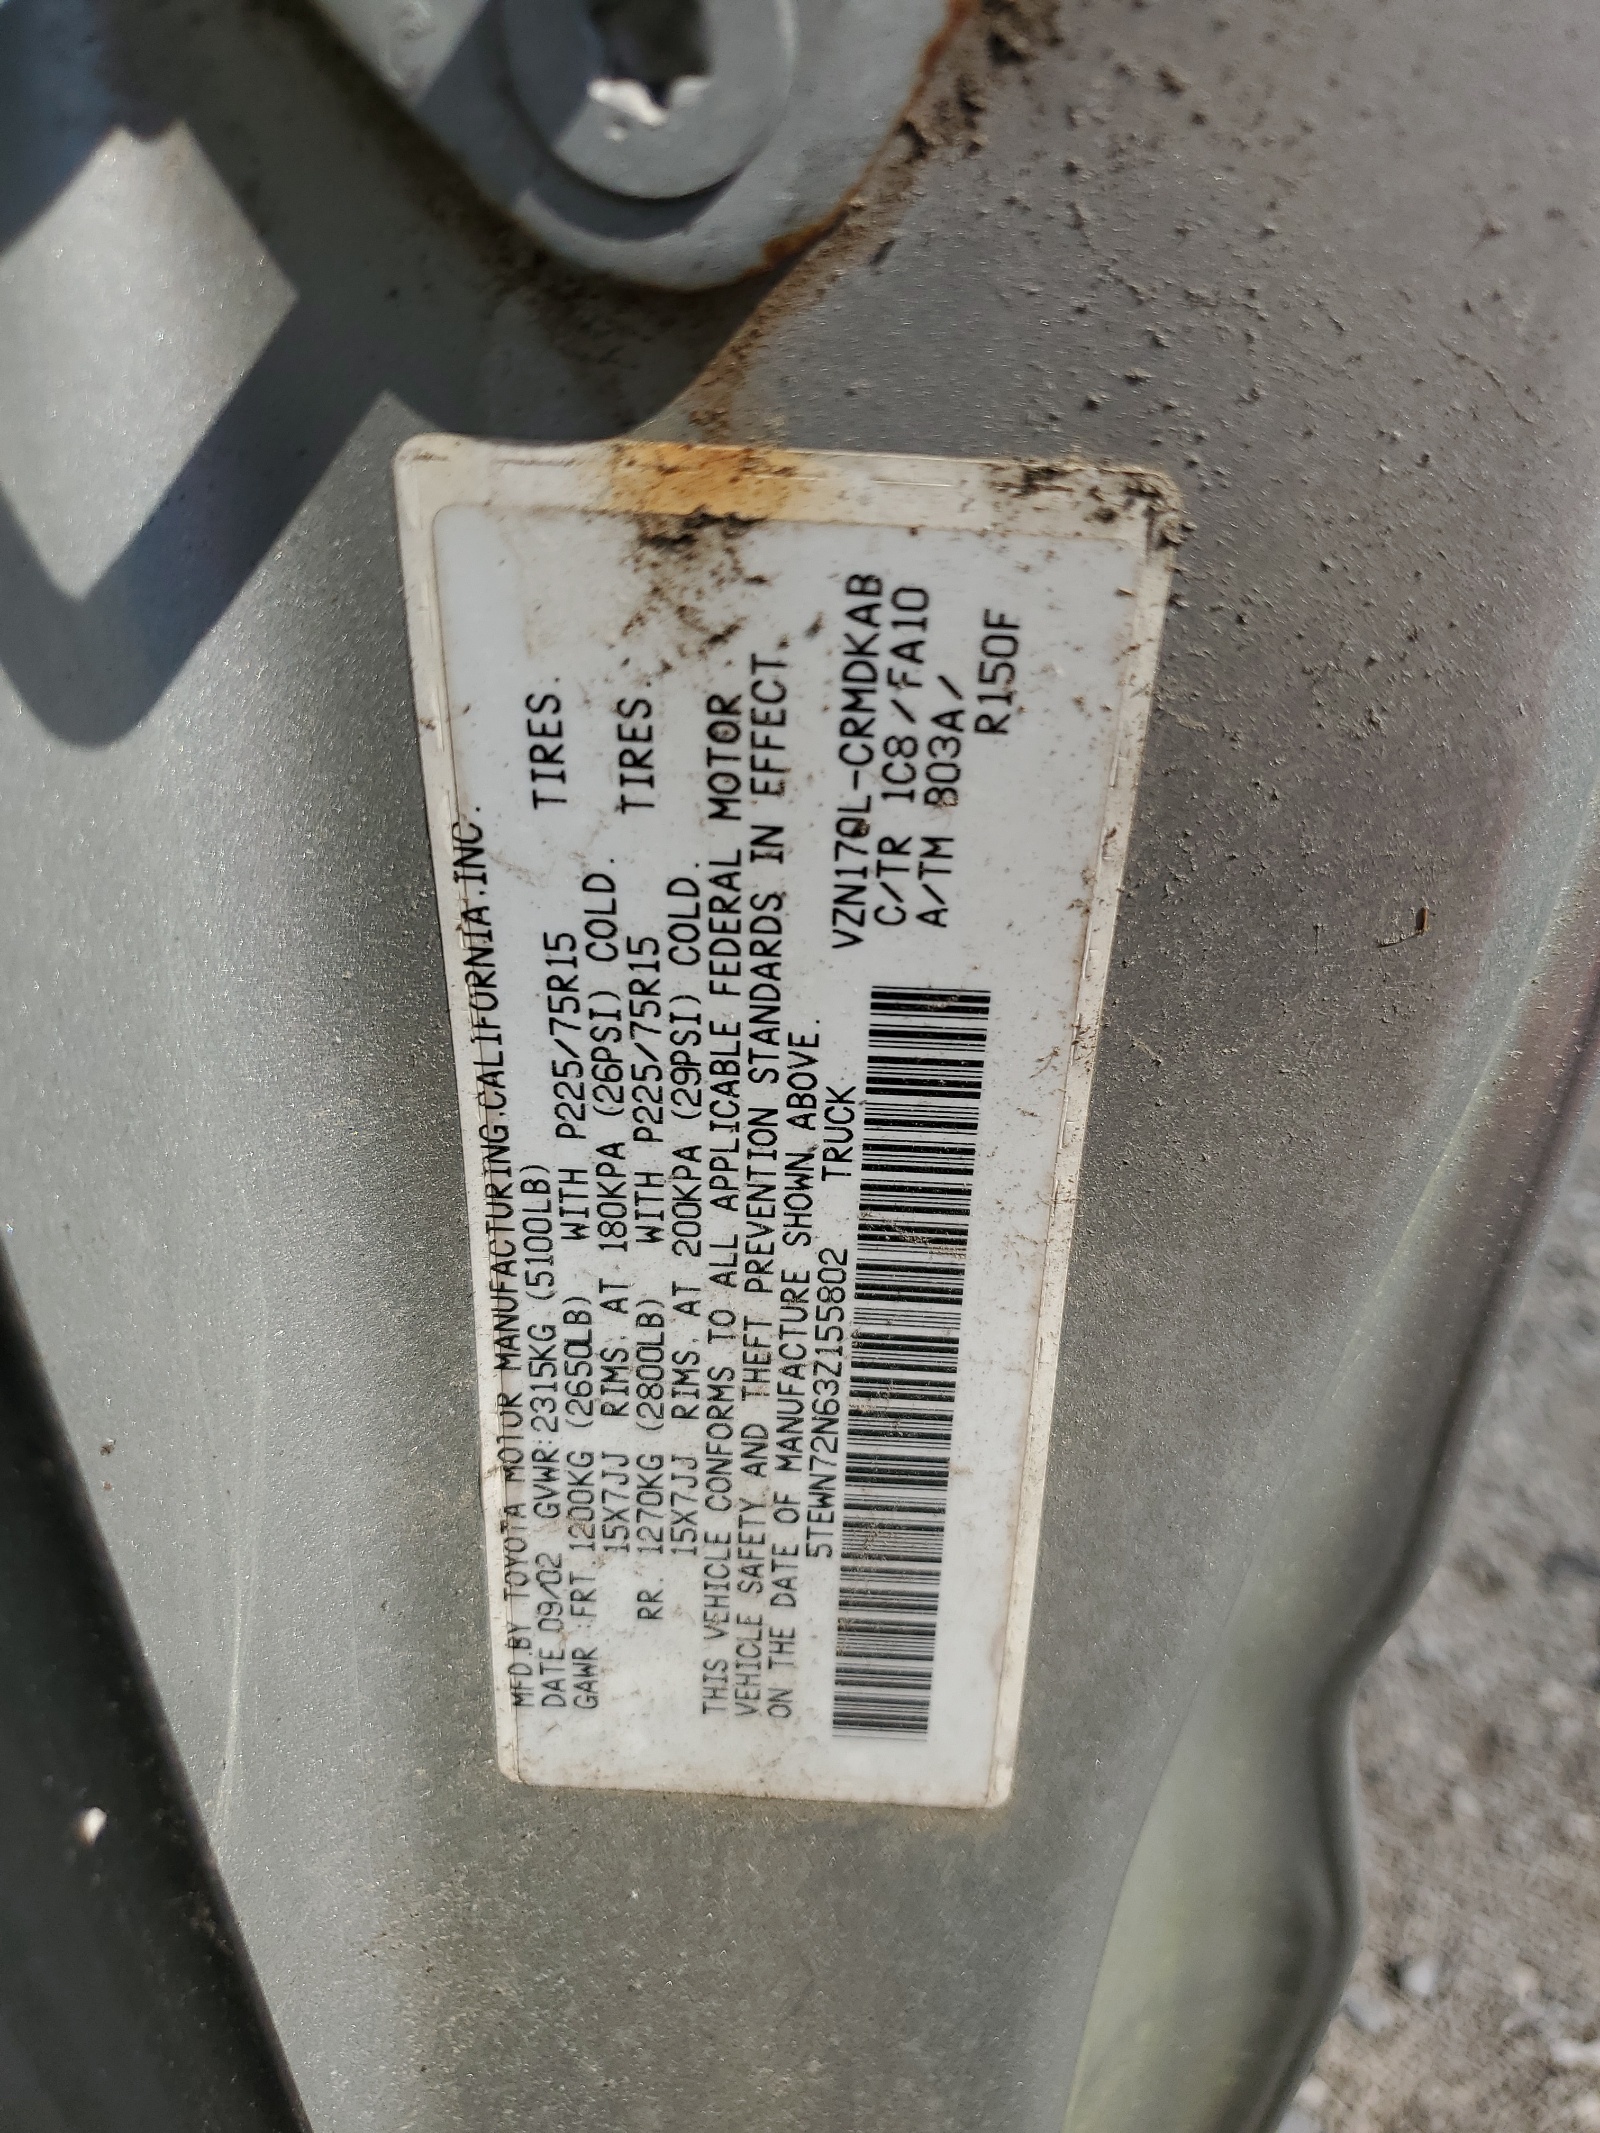 MFD.BY TOYOTA MOTOR MANUFACTURING,CALIFORNIA,INC.
DATE 09/02 GVWR:2315KG (5100LB)
GAWR :FRT 1200KG (2650LB) WITH P225/75R15 TIRES.
15X7JJ RIMS, AT 180KPA (26PSI) COLD.
RR. 1270KG (2800LB) WITH P225/75R15 TIRES.
15X7JJ RIMS, AT 200KPA (29PSI) COLD.
THIS VEHICLE CONFORMS TO ALL APPLICABLE FEDERAL MOTOR
VEHICLE SAFETY, AND THEFT PREVENTION STANDARDS, IN EFFECT
ON THE DATE OF MANUFACTURE SHOWN, ABOVE.
5TEWN72N63Z155802 TRUCK
VZN170L-CRMDKAB
C/TR 1C8/FA10
A/TM B03A/
R150F